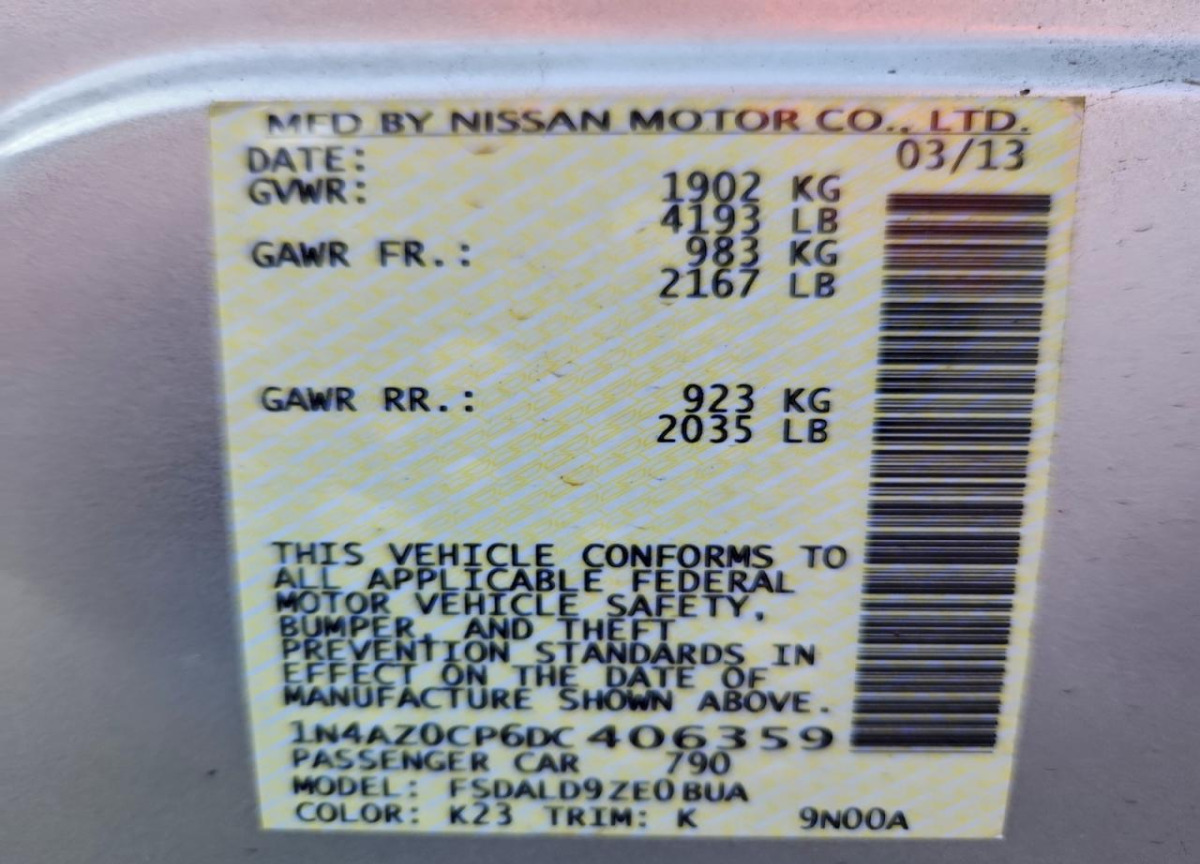 MFD BY NISSAN MOTOR CO., LTD.
DATE: 03/13
GVWR: 1902 KG
4193 LB
GAWR FR.: 983 KG
2167 LB
GAWR RR.: 923 KG
2035 LB
THIS VEHICLE CONFORMS TO
ALL APPLICABLE FEDERAL
MOTOR VEHICLE SAFETY,
BUMPER, AND THEFT
PREVENTION STANDARDS IN
EFFECT ON THE DATE OF
MANUFACTURE SHOWN ABOVE.
1N4AZ0CP6DC406359
PASSENGER CAR 790
MODEL: FSDALD9ZE0BUA
COLOR: K23 TRIM: K 9N00A